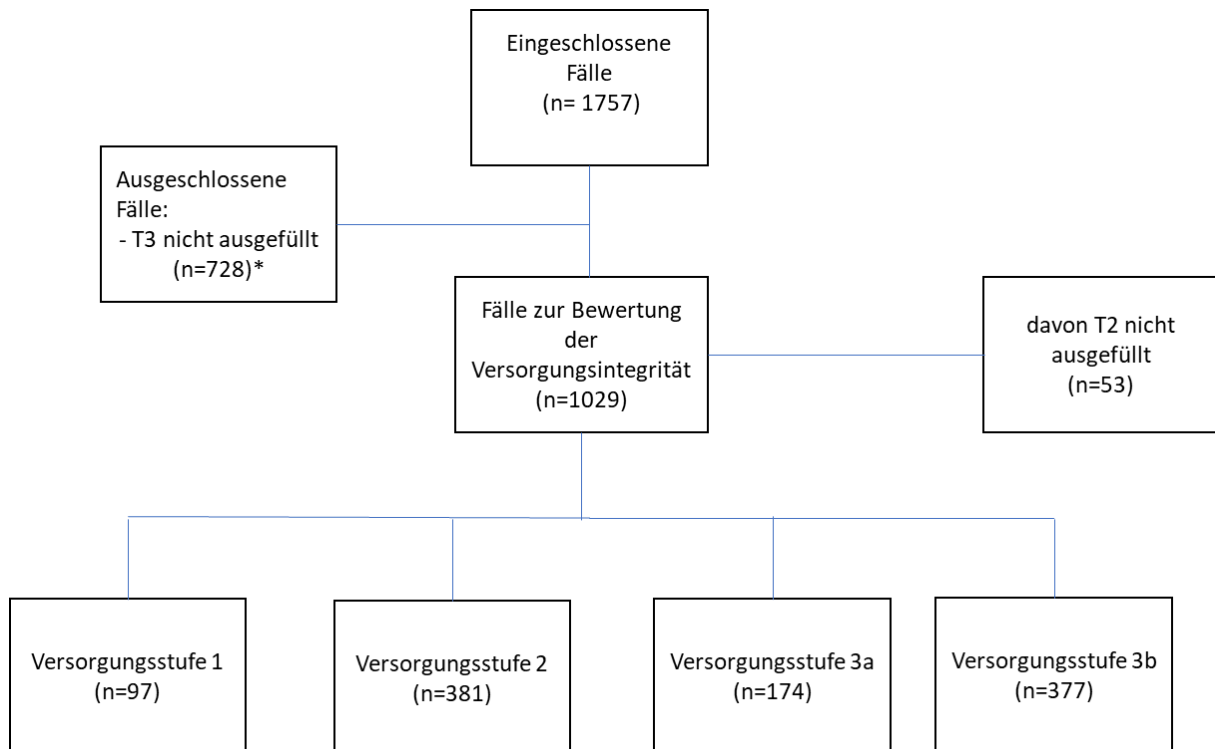 Eingeschlossene
Fälle
(n= 1757)
Ausgeschlossene
Fälle:
- T3 nicht ausgefüllt
(n=728)*
Fälle zur Bewertung
der
Versorgungsintegrität
(n=1029)
davon T2 nicht
ausgefüllt
(n=53)
Versorgungsstufe 1
(n=97)
Versorgungsstufe 2
(n=381)
Versorgungsstufe 3a
(n=174)
Versorgungsstufe 3b
(n=377)